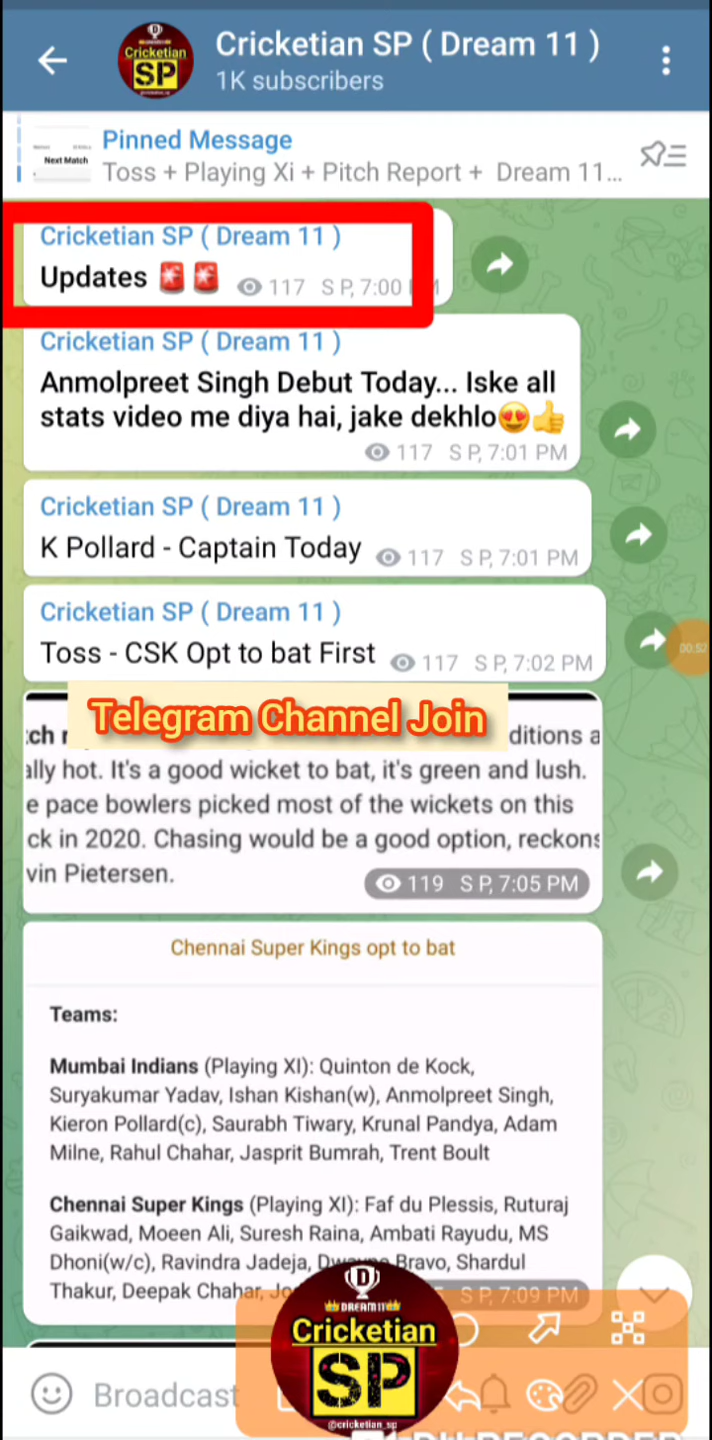 Cricketian SP ( Dream 11 )
1K subscribers
Cricketian
SP
Pinned Message
Next Match
Toss + Playing Xi + Pitch Report + Dream 11...
Cricketian SP ( Dream 11 )
Updates 🚨🚨 117 S P, 7:00
Cricketian SP ( Dream 11 )
Anmolpreet Singh Debut Today... Iske all
stats video me diya hai, jake dekhlo😍👍
117 S P, 7:01 PM
Cricketian SP ( Dream 11 )
K Pollard - Captain Today 117 S P, 7:01 PM
Cricketian SP ( Dream 11 )
Toss - CSK Opt to bat First 117 S P, 7:02 PM
00:52
Telegram Channel Join
ditions a
ally hot. It's a good wicket to bat, it's green and lush.
e pace bowlers picked most of the wickets on this
ck in 2020. Chasing would be a good option, reckons
vin Pietersen.
119 S P, 7:05 PM
Chennai Super Kings opt to bat
Teams:
Mumbai Indians (Playing XI): Quinton de Kock,
Suryakumar Yadav, Ishan Kishan(w), Anmolpreet Singh,
Kieron Pollard(c), Saurabh Tiwary, Krunal Pandya, Adam
Milne, Rahul Chahar, Jasprit Bumrah, Trent Boult
Chennai Super Kings (Playing XI): Faf du Plessis, Ruturaj
Gaikwad, Moeen Ali, Suresh Raina, Ambati Rayudu, MS
Dhoni(w/c), Ravindra Jadeja, Dwayne Bravo, Shardul
Thakur, Deepak Chahar, Jo
S P, 7:09 PM
D
DREAM11
Cricketian
SP
@cricketian_sp
Broadcast
DU RECORDER